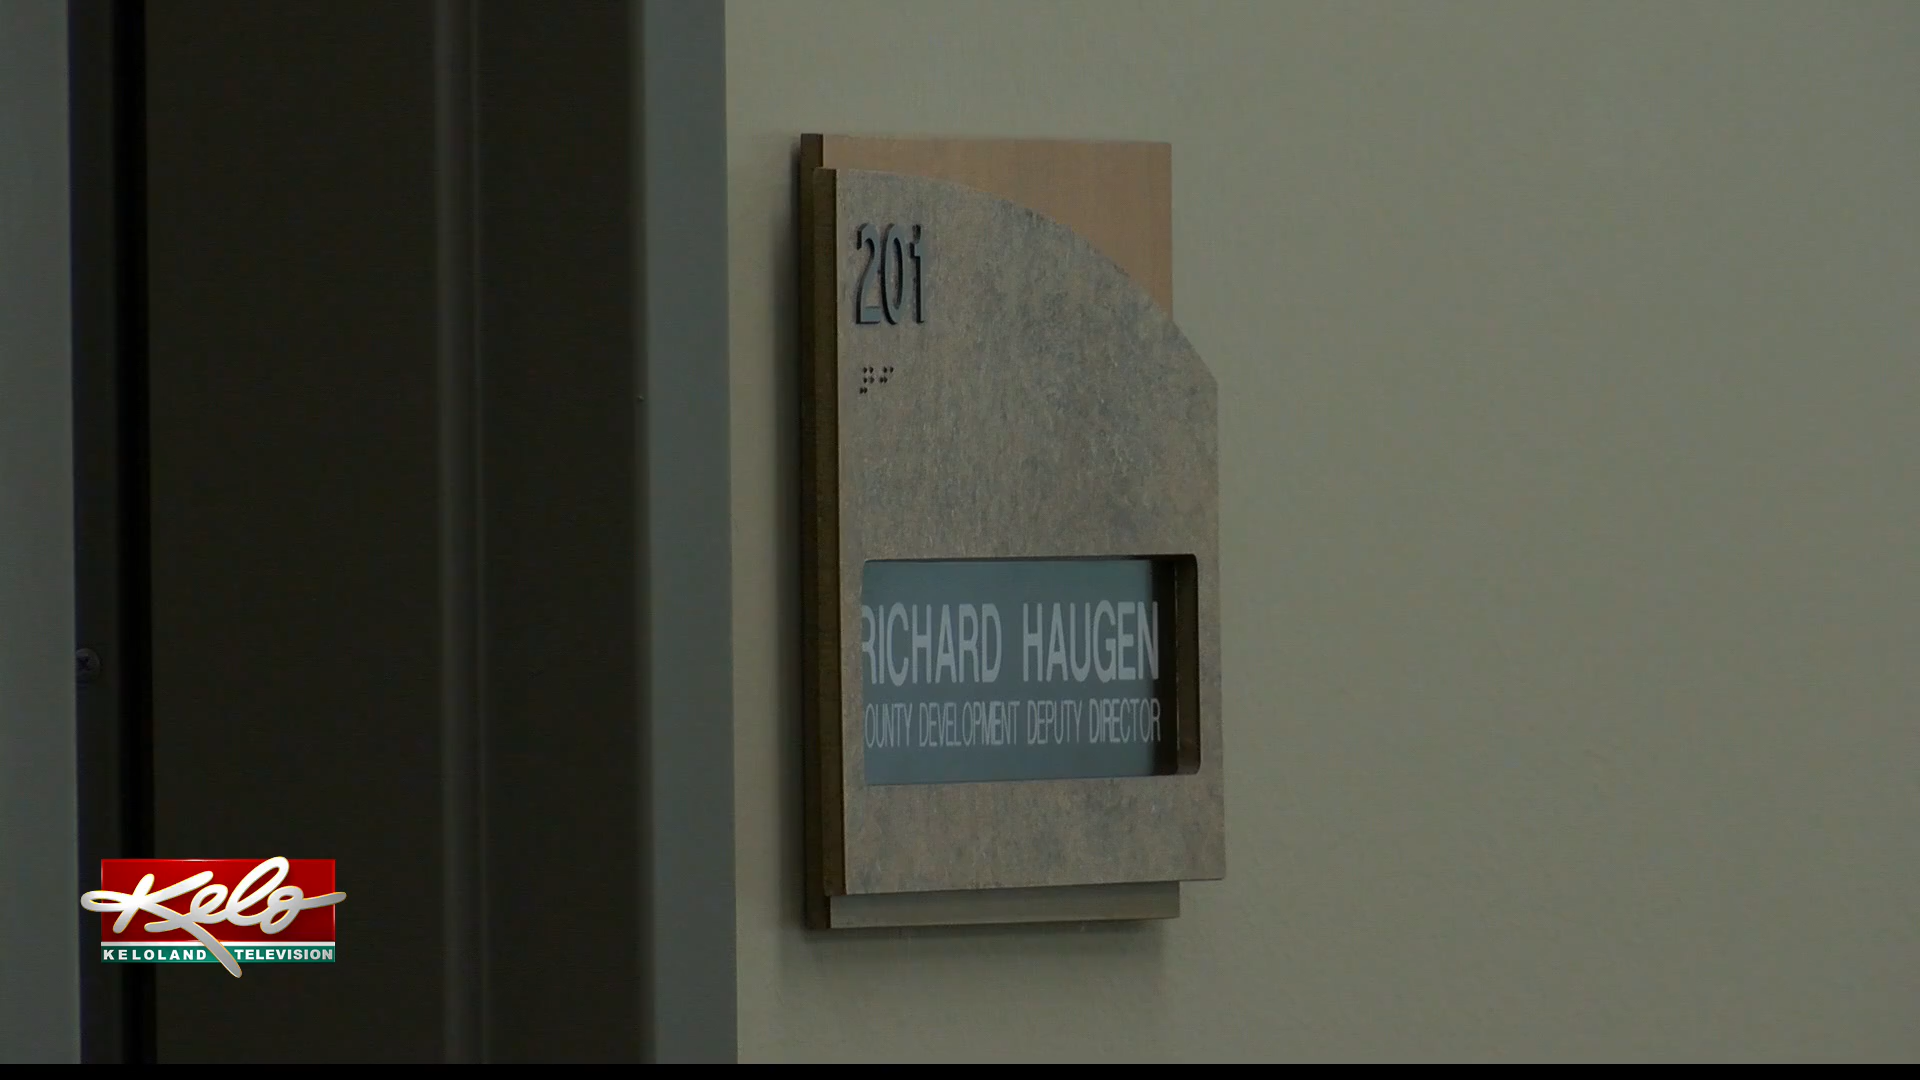 201
RICHARD HAUGEN
OUNTY DEVELOPMENT DEPUTY DIRECTOR
Kelo
KELOLAND TELEVISION